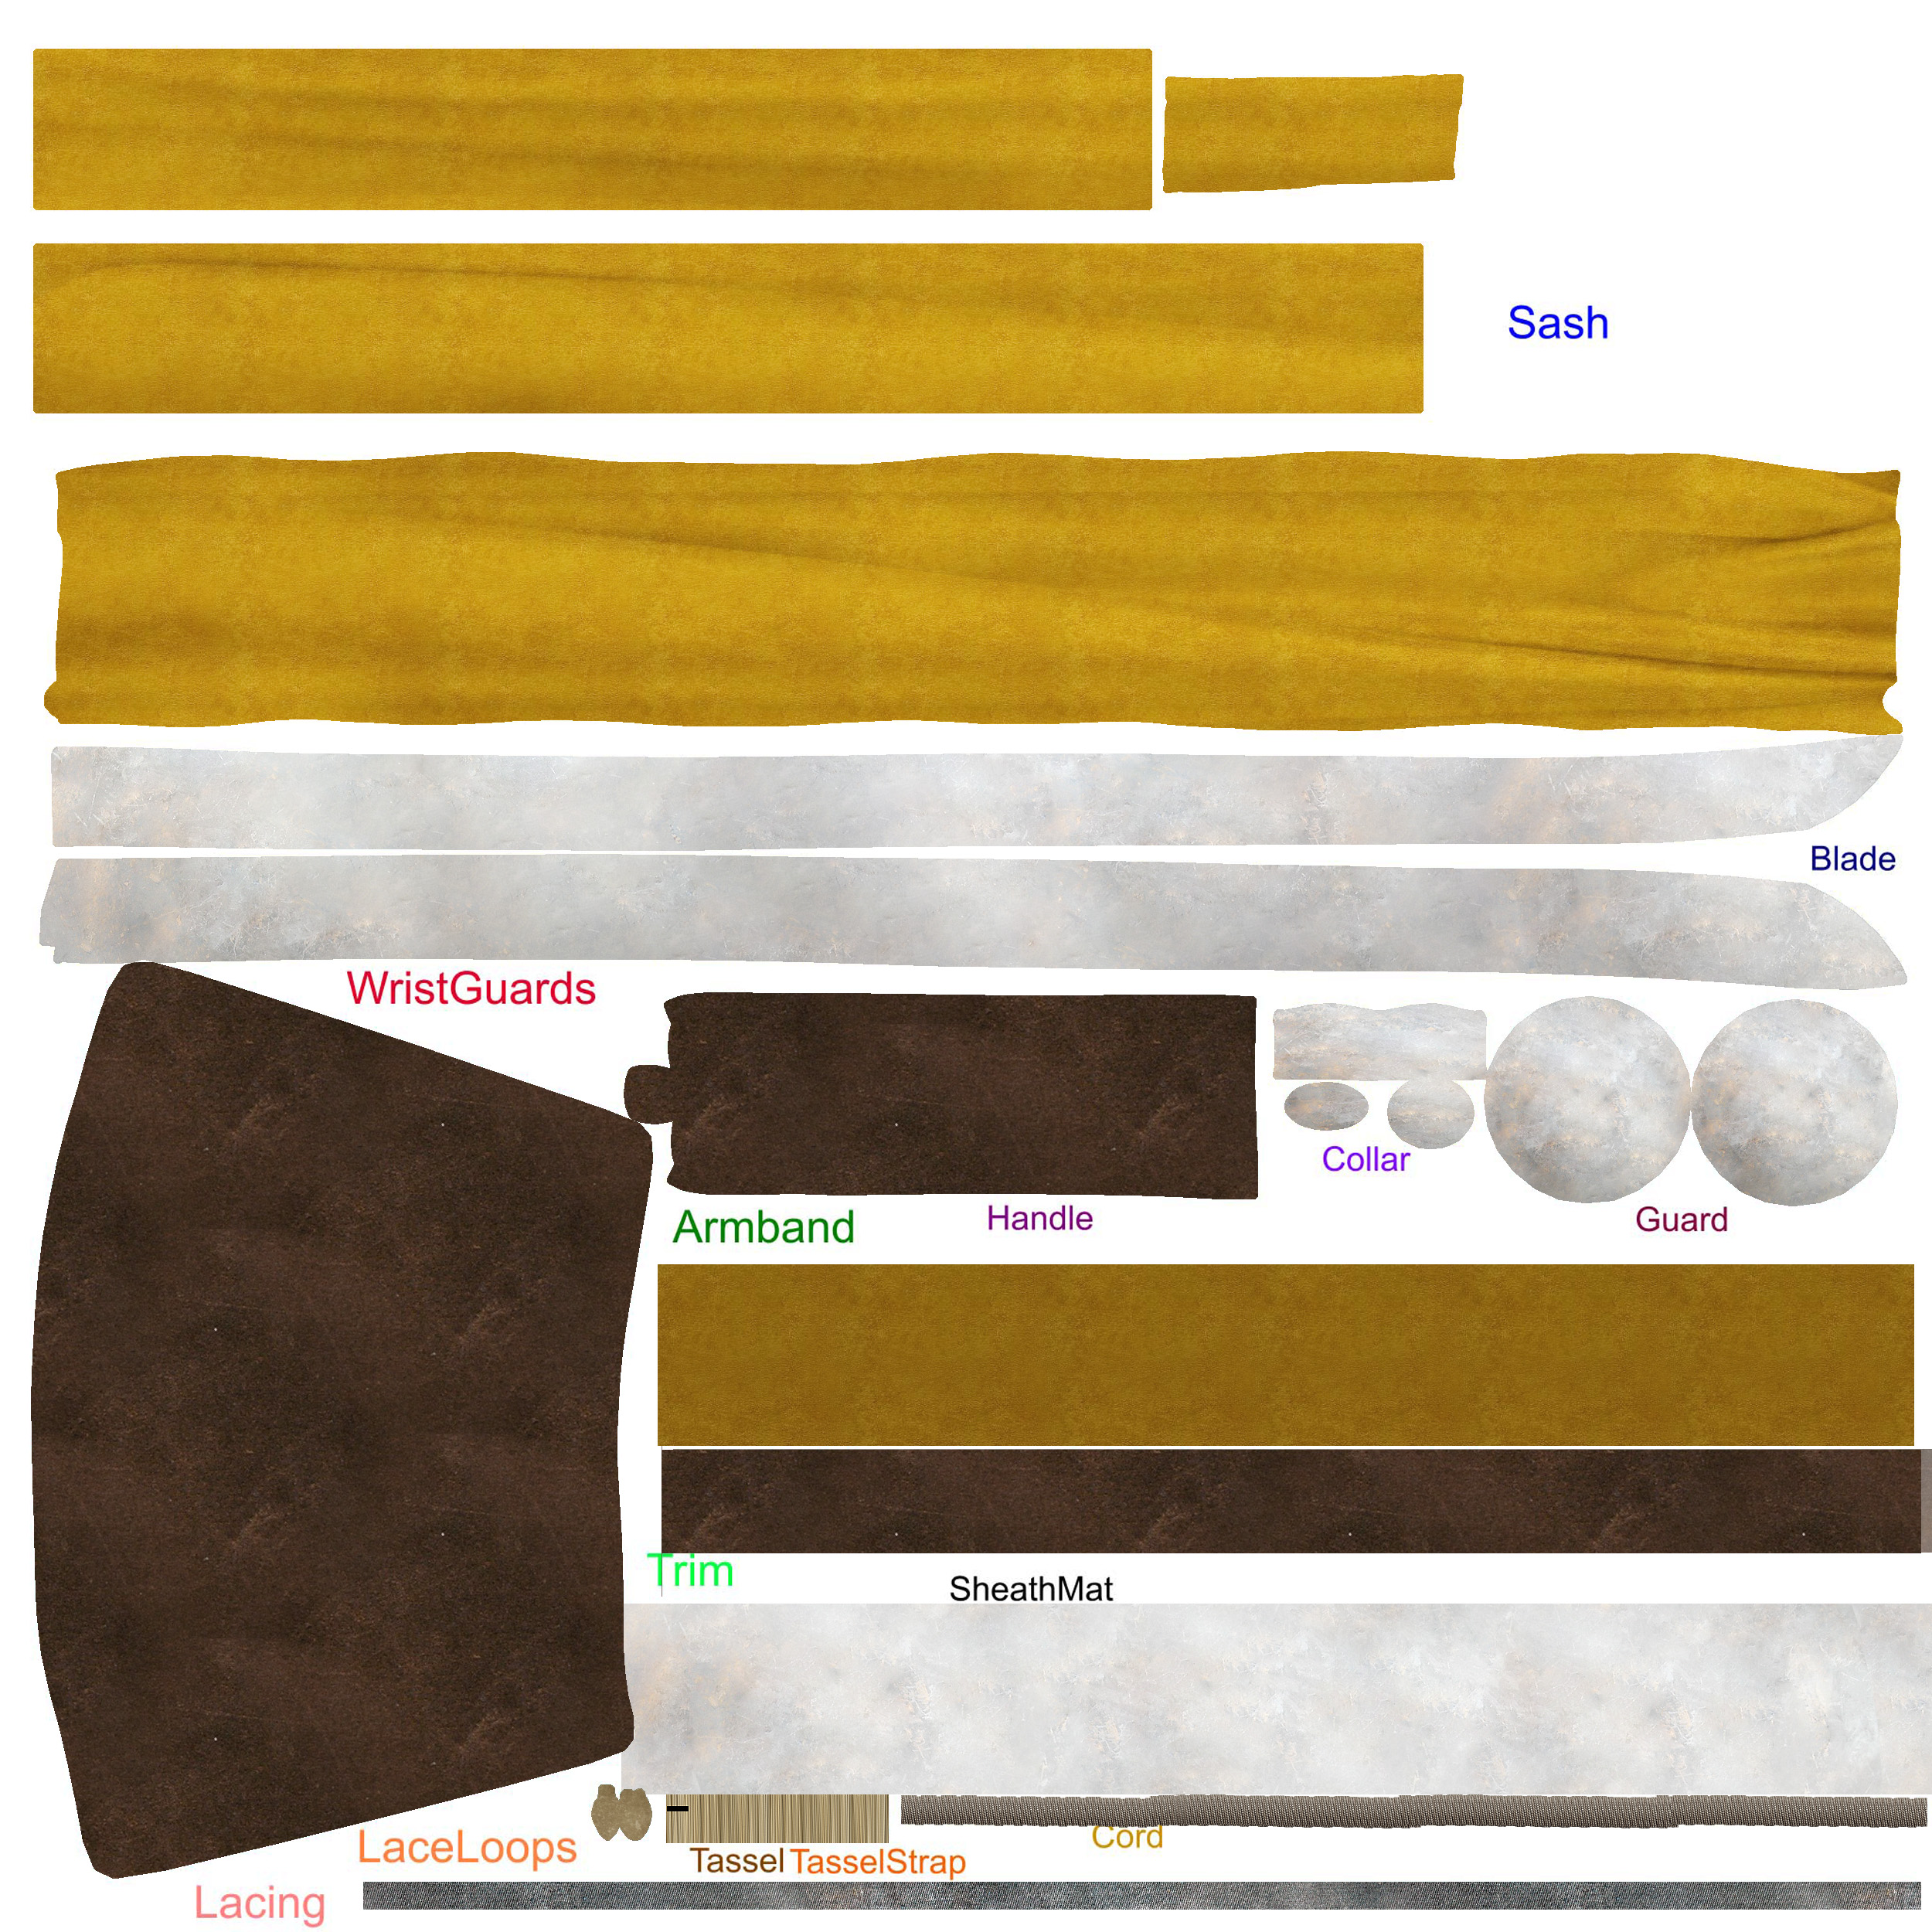 Sash
Blade
WristGuards
Collar
Armband
Handle
Guard
Trim
SheathMat
Cord
LaceLoops
Tassel TasselStrap
Lacing